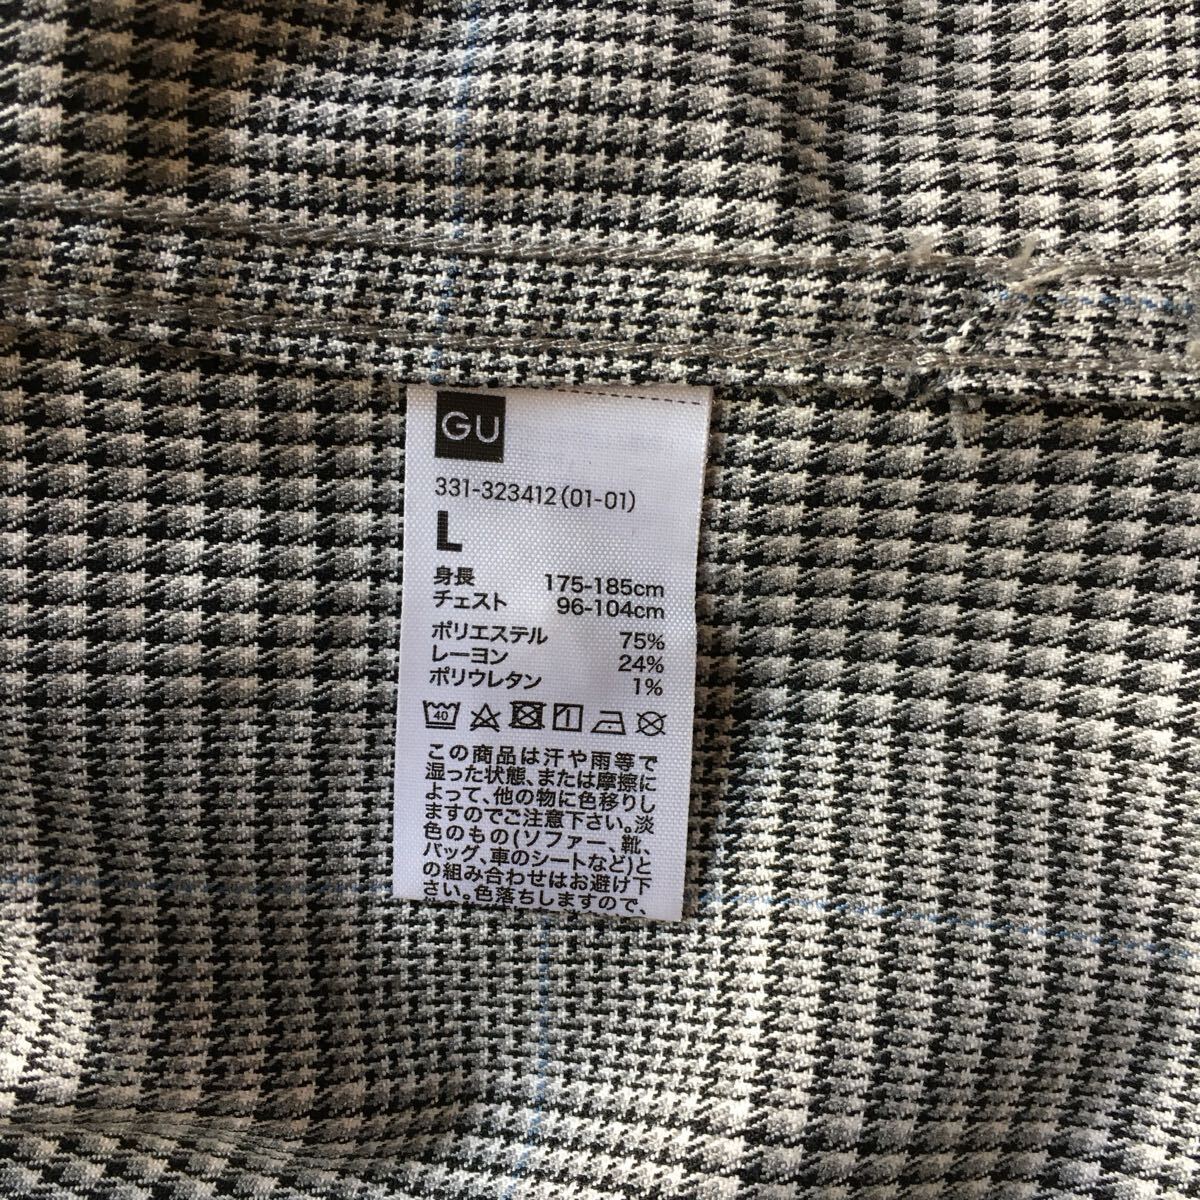 GU
331-323412(01-01)
L
身長 175-185cm
チェスト 96-104cm
ポリエステル 75%
レーヨン 24%
ポリウレタン 1%
40
この商品は汗や雨等で
湿った状態、または摩擦に
よって、他の物に色移りし
ますのでご注意下さい。淡
色のもの(ソファー、靴、
バッグ、車のシートなど)と
の組み合わせはお避け下
さい。色落ちしますので、